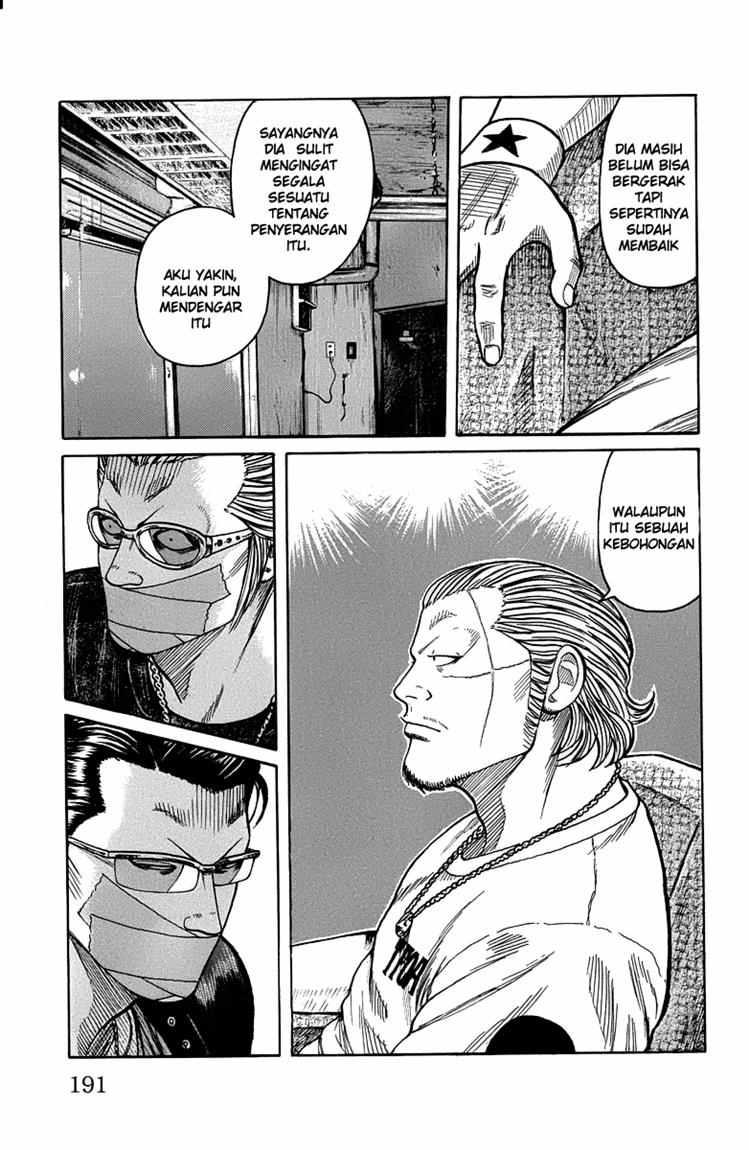 DIA MASIH
BELUM BISA
BERGERAK
TAPI
SEPERTINYA
SUDAH
MEMBAIK
SAYANGNYA
DIA SULIT
MENGINGAT
SEGALA
SESUATU
TENTANG
PENYERANGAN
ITU.
AKU YAKIN,
KALIAN PUN
MENDENGAR
ITU
WALAUPUN
ITU SEBUAH
KEBOHONGAN
191